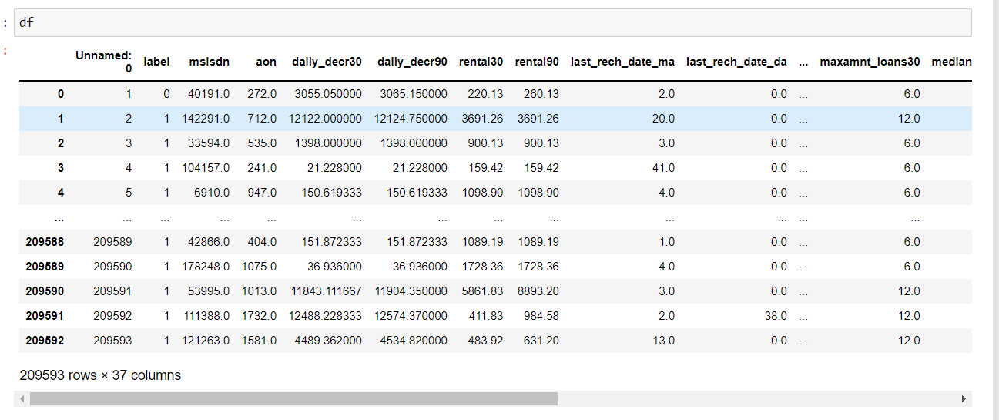 : df
:
Unnamed: 0 label msisdn aon daily_decr30 daily_decr90 rental30 rental90 last_rech_date_ma last_rech_date_da ... maxamnt_loans30 median
0 1 0 40191.0 272.0 3055.050000 3065.150000 220.13 260.13 2.0 0.0 ... 6.0
1 2 1 142291.0 712.0 12122.000000 12124.750000 3691.26 3691.26 20.0 0.0 ... 12.0
2 3 1 33594.0 535.0 1398.000000 1398.000000 900.13 900.13 3.0 0.0 ... 6.0
3 4 1 104157.0 241.0 21.228000 21.228000 159.42 159.42 41.0 0.0 ... 6.0
4 5 1 6910.0 947.0 150.619333 150.619333 1098.90 1098.90 4.0 0.0 ... 6.0
... ... ... ... ... ... ... ... ... ... ... ... ...
209588 209589 1 42866.0 404.0 151.872333 151.872333 1089.19 1089.19 1.0 0.0 ... 6.0
209589 209590 1 178248.0 1075.0 36.936000 36.936000 1728.36 1728.36 4.0 0.0 ... 6.0
209590 209591 1 53995.0 1013.0 11843.111667 11904.350000 5861.83 8893.20 3.0 0.0 ... 12.0
209591 209592 1 111388.0 1732.0 12488.228333 12574.370000 411.83 984.58 2.0 38.0 ... 12.0
209592 209593 1 121263.0 1581.0 4489.362000 4534.820000 483.92 631.20 13.0 0.0 ... 12.0
209593 rows × 37 columns